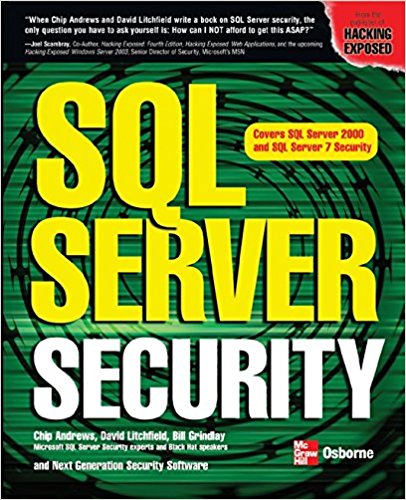 "When Chip Andrews and David Litchfield write a book on SQL Server security, the
only question you have to ask yourself is: How can I NOT afford to get this ASAP?"
—Joel Scambray, Co-Author, Hacking Exposed, Fourth Edition, Hacking Exposed Web Applications, and the upcoming
Hacking Exposed Windows Server 2003, Senior Director of Security, Microsoft's MSN
From the
publisher of
HACKING
EXPOSED
Covers SQL Server 2000
and SQL Server 7 Security
SQL
SERVER
SECURITY
Chip Andrews, David Litchfield, Bill Grindlay
Microsoft SQL Server Security experts and Black Hat speakers
and Next Generation Security Software
Mc
Graw
Hill
Osborne